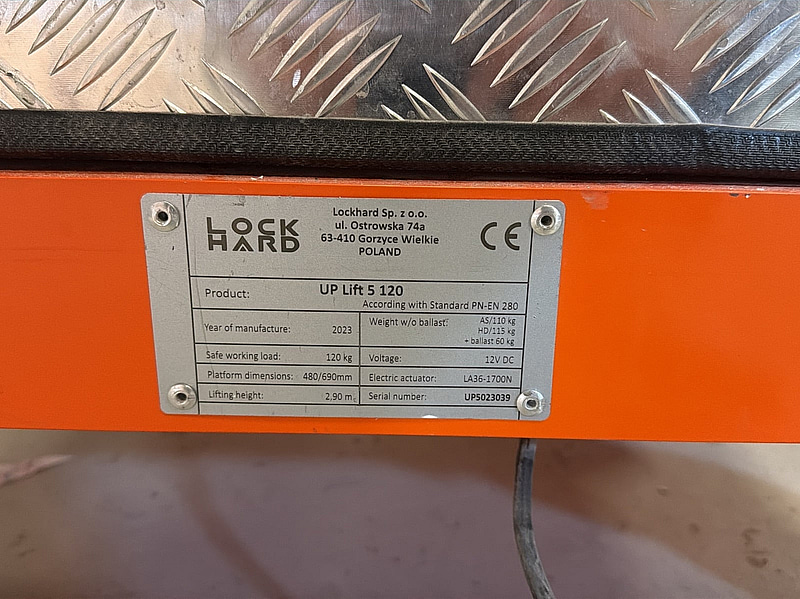 LOCK
HARD
Lockhard Sp. z o.o.
ul. Ostrowska 74a
63-410 Gorzyce Wielkie
POLAND
CE
Product: UP Lift 5 120
According with Standard PN-EN 280
Year of manufacture: 2023
Weight w/o ballast: AS/110 kg
HD/115 kg
+ ballast 60 kg
Safe working load: 120 kg
Voltage: 12V DC
Platform dimensions: 480/690mm
Electric actuator: LA36-1700N
Lifting height: 2.90 m
Serial number: UP5023039